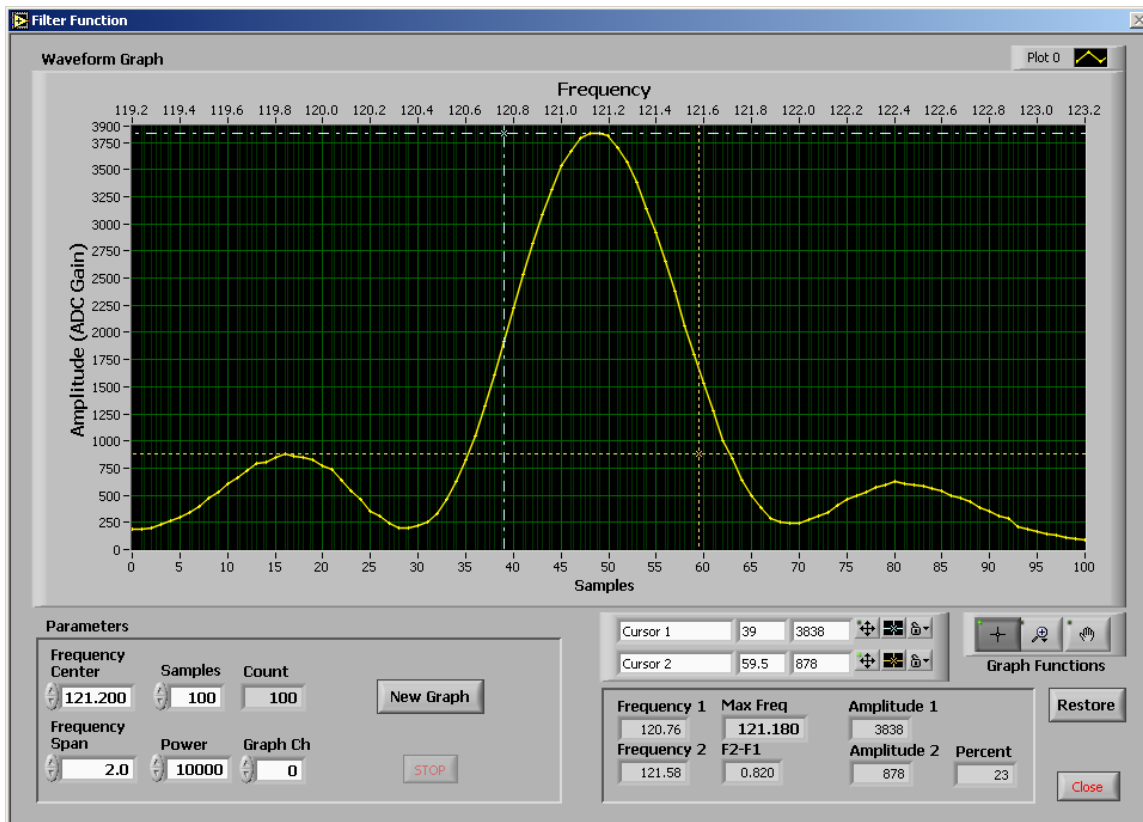 Filter Function
Waveform Graph
Plot 0
Frequency
119.2 119.4 119.6 119.8 120.0 120.2 120.4 120.6 120.8 121.0 121.2 121.4 121.6 121.8 122.0 122.2 122.4 122.6 122.8 123.0 123.2
Amplitude (ADC Gain)
3900
3750
3500
3250
3000
2750
2500
2250
2000
1750
1500
1250
1000
750
500
250
0
0 5 10 15 20 25 30 35 40 45 50 55 60 65 70 75 80 85 90 95 100
Samples
Parameters
Frequency Center
121.200
Samples
100
Count
100
New Graph
Frequency Span
2.0
Power
10000
Graph Ch
0
STOP
Cursor 1 39 3838
Cursor 2 59.5 878
Graph Functions
Frequency 1
120.76
Max Freq
121.180
Amplitude 1
3838
Frequency 2
121.58
F2-F1
0.820
Amplitude 2
878
Percent
23
Restore
Close